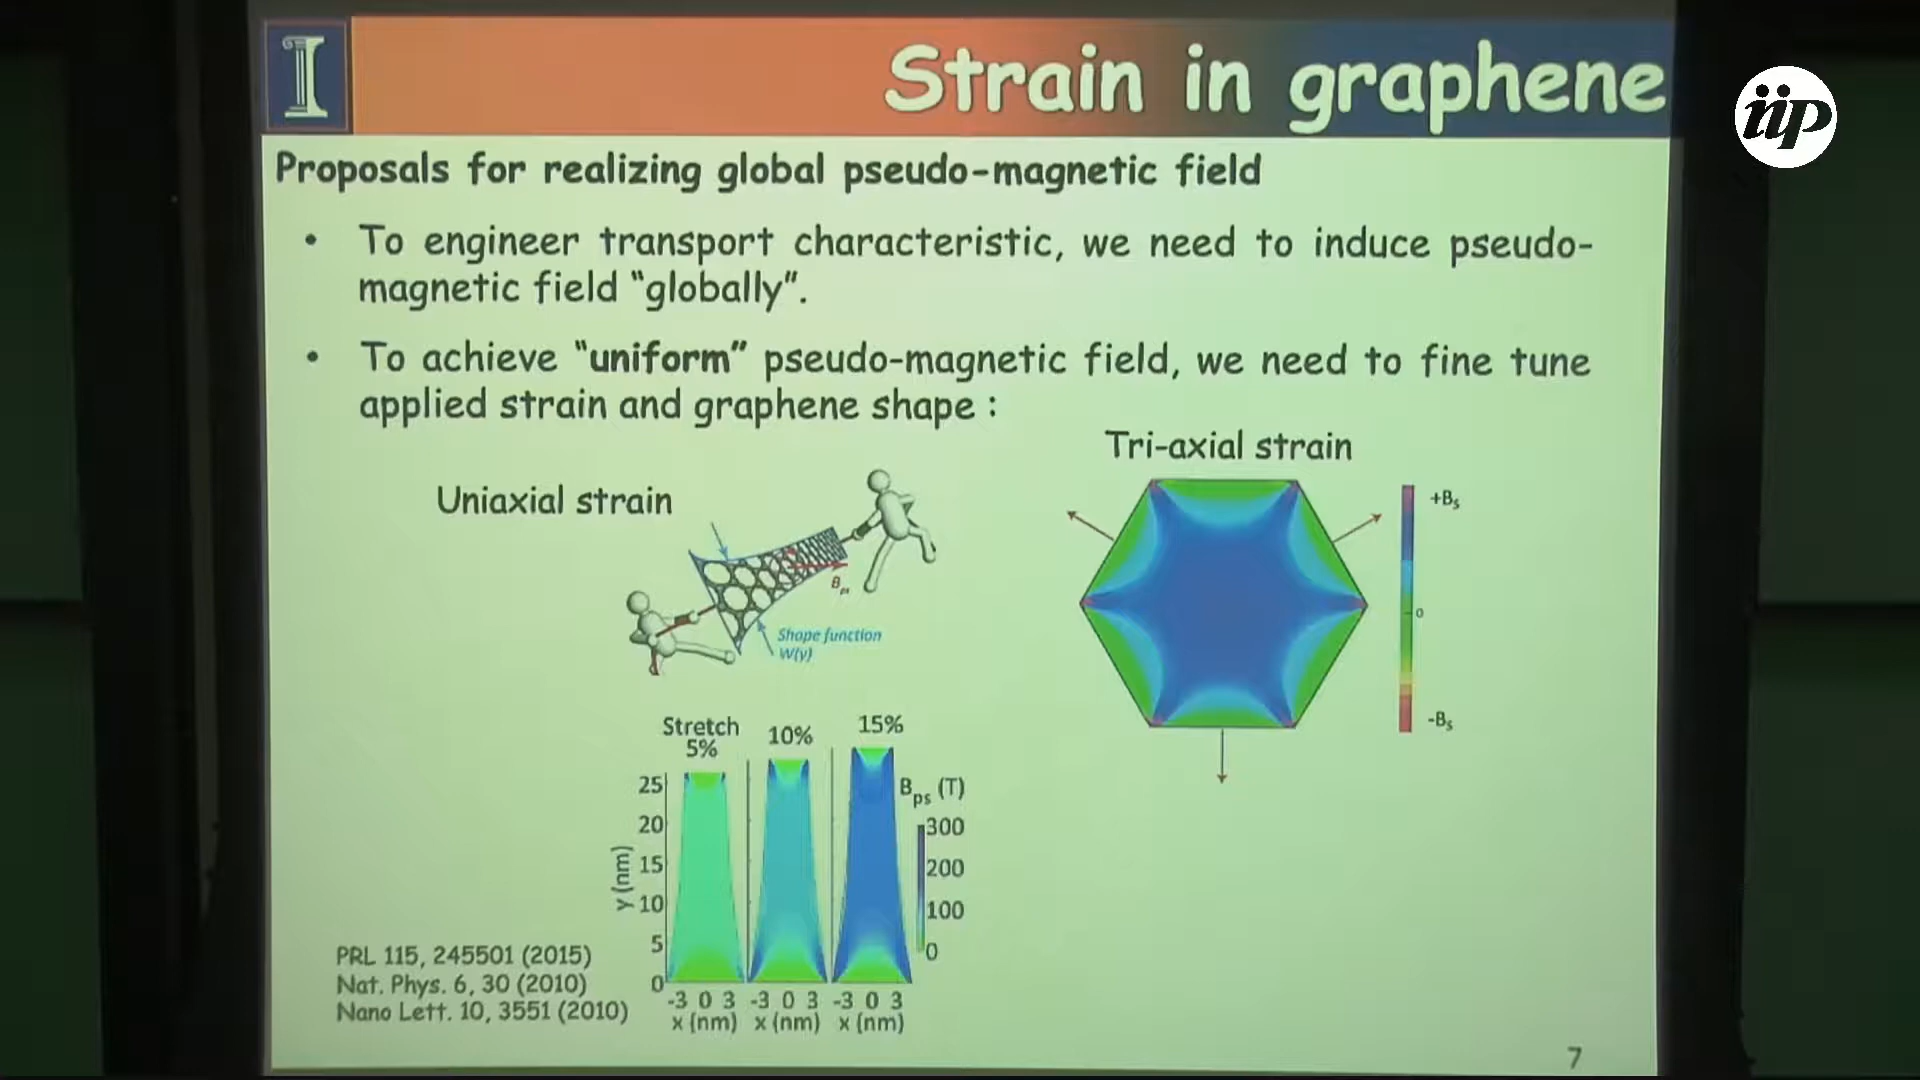 I
Strain in graphene
iip
Proposals for realizing global pseudo-magnetic field
• To engineer transport characteristic, we need to induce pseudo-
magnetic field "globally".
• To achieve "uniform" pseudo-magnetic field, we need to fine tune
applied strain and graphene shape :
Uniaxial strain
Shape function
W(y)
Tri-axial strain
+Bs
0
-Bs
Stretch
5%
10%
15%
Bps (T)
300
200
100
0
y (nm)
25
20
15
10
5
0
-3 0 3 -3 0 3 -3 0 3
x (nm) x (nm) x (nm)
PRL 115, 245501 (2015)
Nat. Phys. 6, 30 (2010)
Nano Lett. 10, 3551 (2010)
7